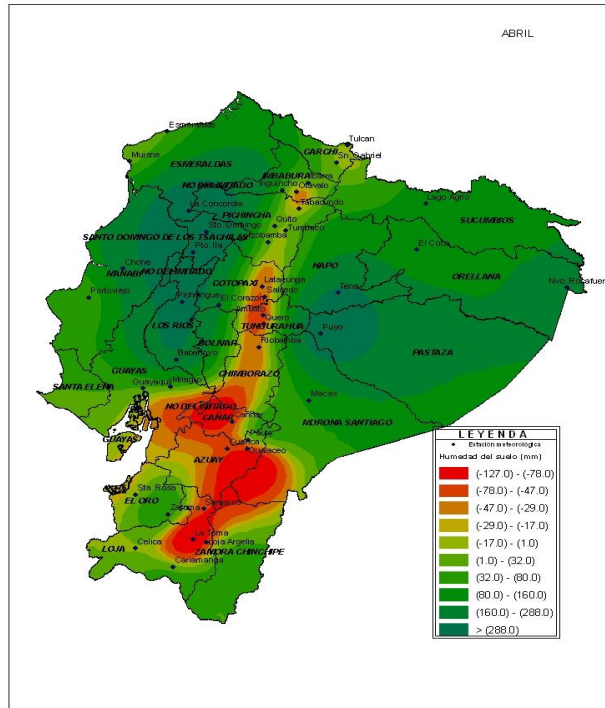 ABRIL
Esmeraldas
Tulcan
Muisne
CARCHI
Sn. Gabriel
ESMERALDAS
IMBABURA
Ibarra
NO DELIMITADO
Inguincho
Otavalo
Lago Agrio
La Concordia
Tabacundo
PICHINCHA
SUCUMBIOS
Sto. Domingo
Quito
Tumbaco
SANTO DOMINGO DE LOS TSACHILAS
Izobamba
Pto. Ila
El Coca
Chone
MANABI
NO DELIMITADO
NAPO
ORELLANA
COTOPAXI
Latacunga
Tena
Portoviejo
Pichilingue
El Corazon
Salcedo
Ambato
Quero
LOS RIOS
TUNGURAHUA
Puyo
BOLIVAR
Riobamba
PASTAZA
Babahoyo
GUAYAS
CHIMBORAZO
SANTA ELENA
Guayaquil
Milagro
Macas
NO DELIMITADO
CAÑAR
Cañar
MORONA SANTIAGO
GUAYAS
Paute
Cuenca
Gualaceo
AZUAY
Sta. Rosa
EL ORO
Zaruma
Saraguro
La Toma
Loja Argelia
LOJA
Celica
ZAMORA CHINCHIPE
Cariamanga
LEYENDA
Estación meteorológica
Humedad del suelo (mm)
(-127.0) - (-78.0)
(-78.0) - (-47.0)
(-47.0) - (-29.0)
(-29.0) - (-17.0)
(-17.0) - (1.0)
(1.0) - (32.0)
(32.0) - (80.0)
(80.0) - (160.0)
(160.0) - (288.0)
> (288.0)